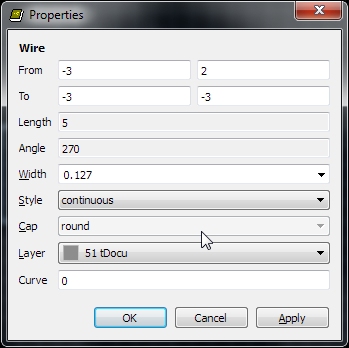 Properties
Wire
From -3 2
To -3 -3
Length 5
Angle 270
Width 0.127
Style continuous
Cap round
Layer 51 tDocu
Curve 0
OK Cancel Apply